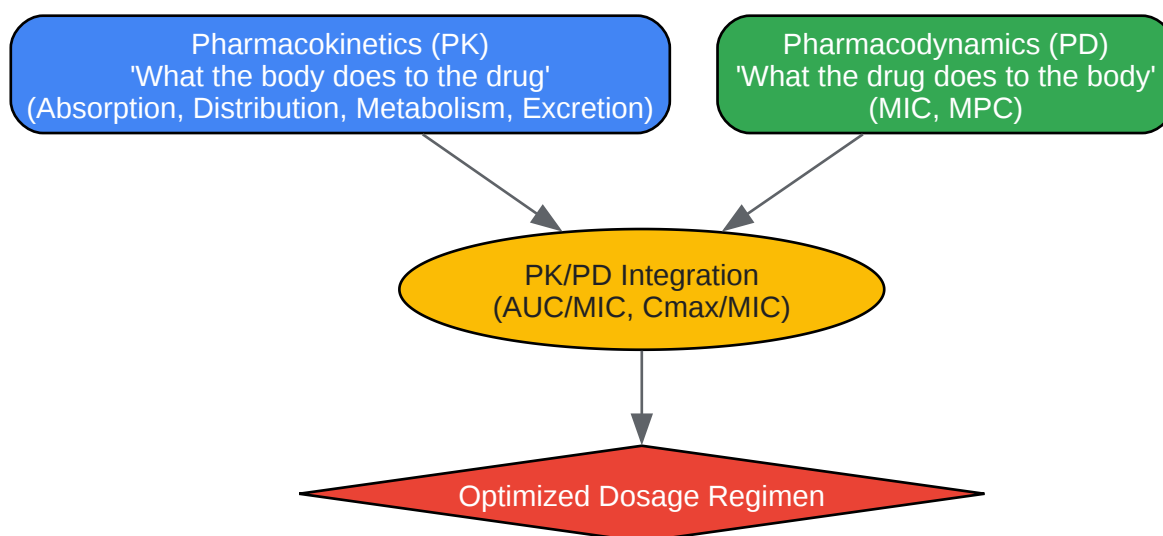 Pharmacokinetics (PK)
'What the body does to the drug'
(Absorption, Distribution, Metabolism, Excretion)
Pharmacodynamics (PD)
'What the drug does to the body'
(MIC, MPC)
PK/PD Integration
(AUC/MIC, Cmax/MIC)
Optimized Dosage Regimen